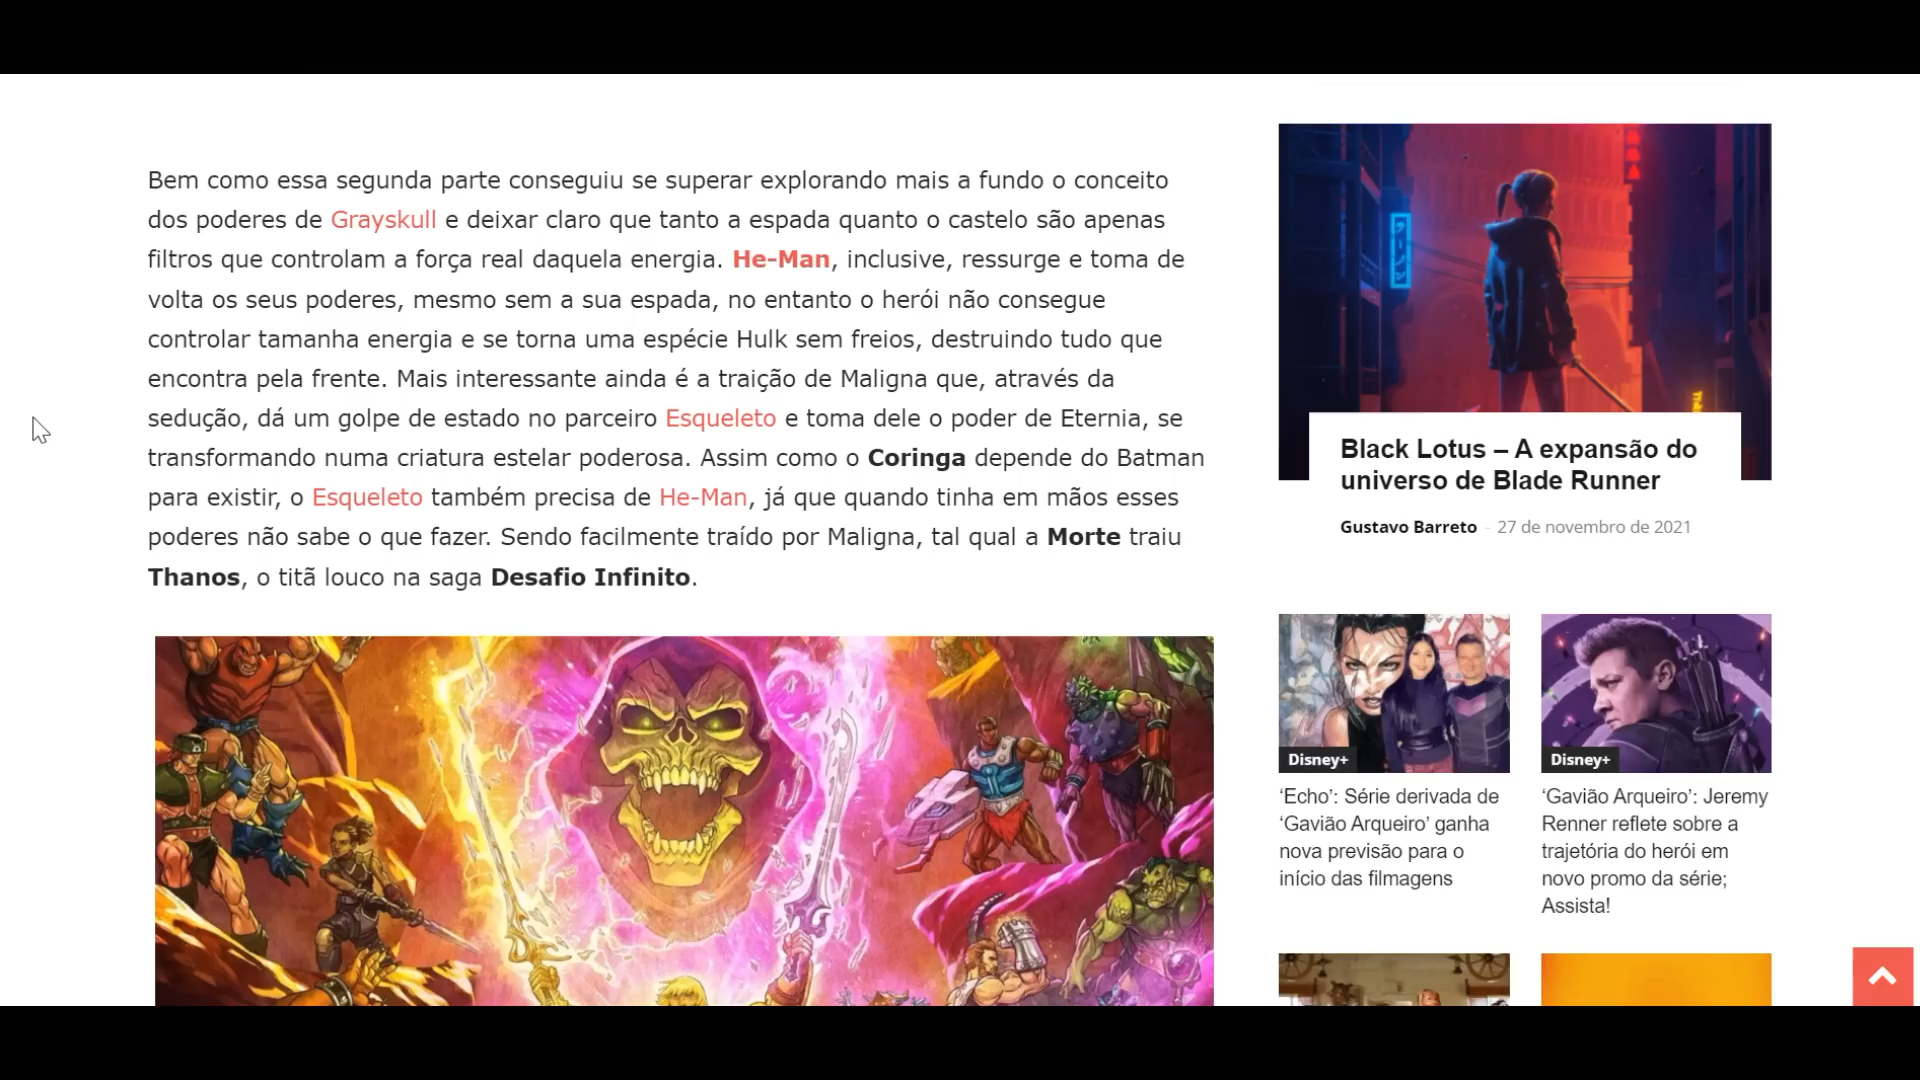 Bem como essa segunda parte conseguiu se superar explorando mais a fundo o conceito
dos poderes de Grayskull e deixar claro que tanto a espada quanto o castelo são apenas
filtros que controlam a força real daquela energia. He-Man, inclusive, ressurge e toma de
volta os seus poderes, mesmo sem a sua espada, no entanto o herói não consegue
controlar tamanha energia e se torna uma espécie Hulk sem freios, destruindo tudo que
encontra pela frente. Mais interessante ainda é a traição de Maligna que, através da
sedução, dá um golpe de estado no parceiro Esqueleto e toma dele o poder de Eternia, se
transformando numa criatura estelar poderosa. Assim como o Coringa depende do Batman
para existir, o Esqueleto também precisa de He-Man, já que quando tinha em mãos esses
poderes não sabe o que fazer. Sendo facilmente traído por Maligna, tal qual a Morte traiu
Thanos, o titã louco na saga Desafio Infinito.
Black Lotus – A expansão do
universo de Blade Runner
Gustavo Barreto - 27 de novembro de 2021
Disney+
‘Echo’: Série derivada de
‘Gavião Arqueiro’ ganha
nova previsão para o
início das filmagens
Disney+
‘Gavião Arqueiro’: Jeremy
Renner reflete sobre a
trajetória do herói em
novo promo da série;
Assista!